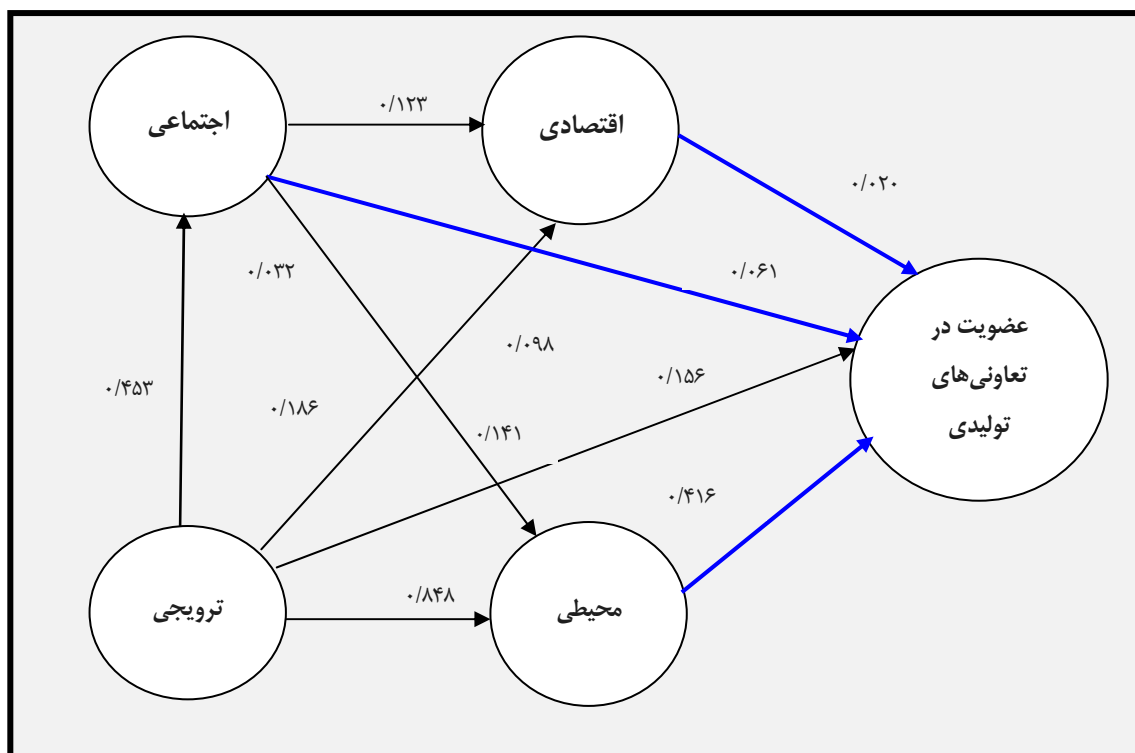 اجتماعی
۰/۱۲۳
اقتصادی
۰/۰۲۰
۰/۰۳۲
۰/۰۶۱
۰/۰۹۸
عضویت در
تعاونی‌های
تولیدی
۰/۴۵۳
۰/۱۸۶
۰/۱۵۶
۰/۱۴۱
۰/۴۱۶
ترویجی
۰/۸۴۸
محیطی